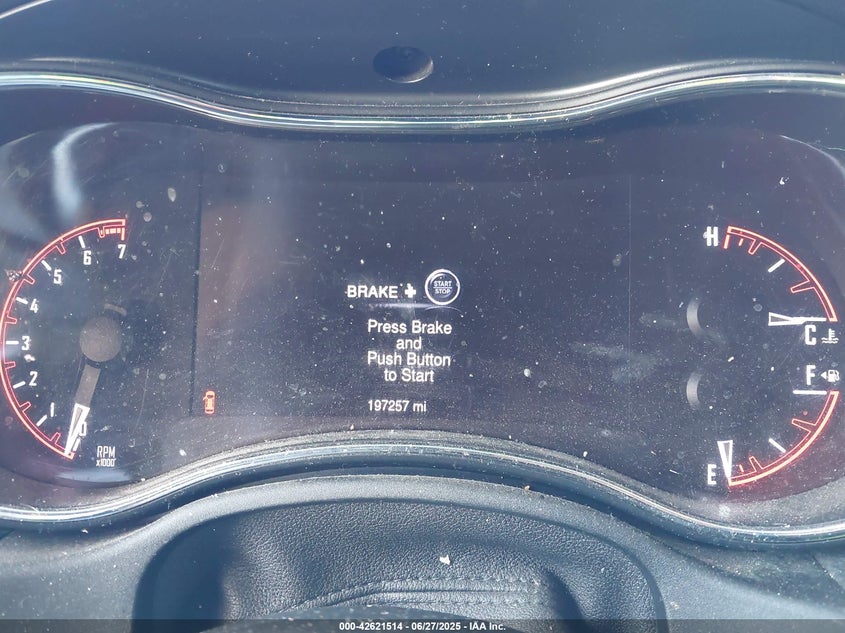 BRAKE + START STOP
Press Brake
and
Push Button
to Start
197257 mi
7
6
5
4
3
2
1
0
RPM
x1000
H
C
F
E
000-42621514 - 06/27/2025 - IAA Inc.